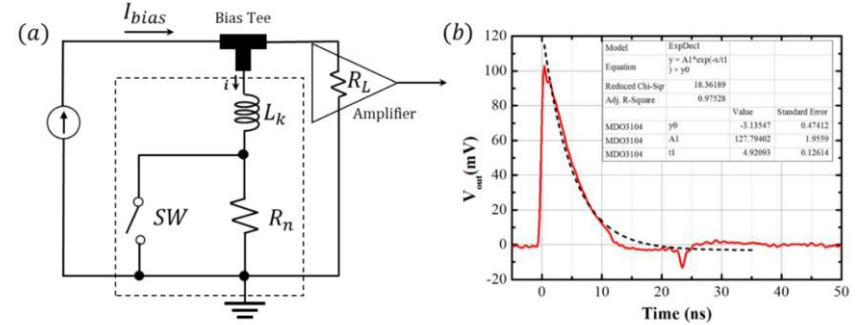 (a)
I_bias
Bias Tee
i
L_k
R_L
Amplifier
SW
R_n
(b)
V_out(mV)
120
100
80
60
40
20
0
-20
0 10 20 30 40 50
Time (ns)
Model ExpDec1
Equation y = A1*exp(-x/t1
) + y0
Reduced Chi-Sqr 18.36189
Adj. R-Square 0.97528
Value Standard Error
MDO3104 y0 -3.13547 0.47412
MDO3104 A1 127.79402 1.9559
MDO3104 t1 4.92093 0.12614